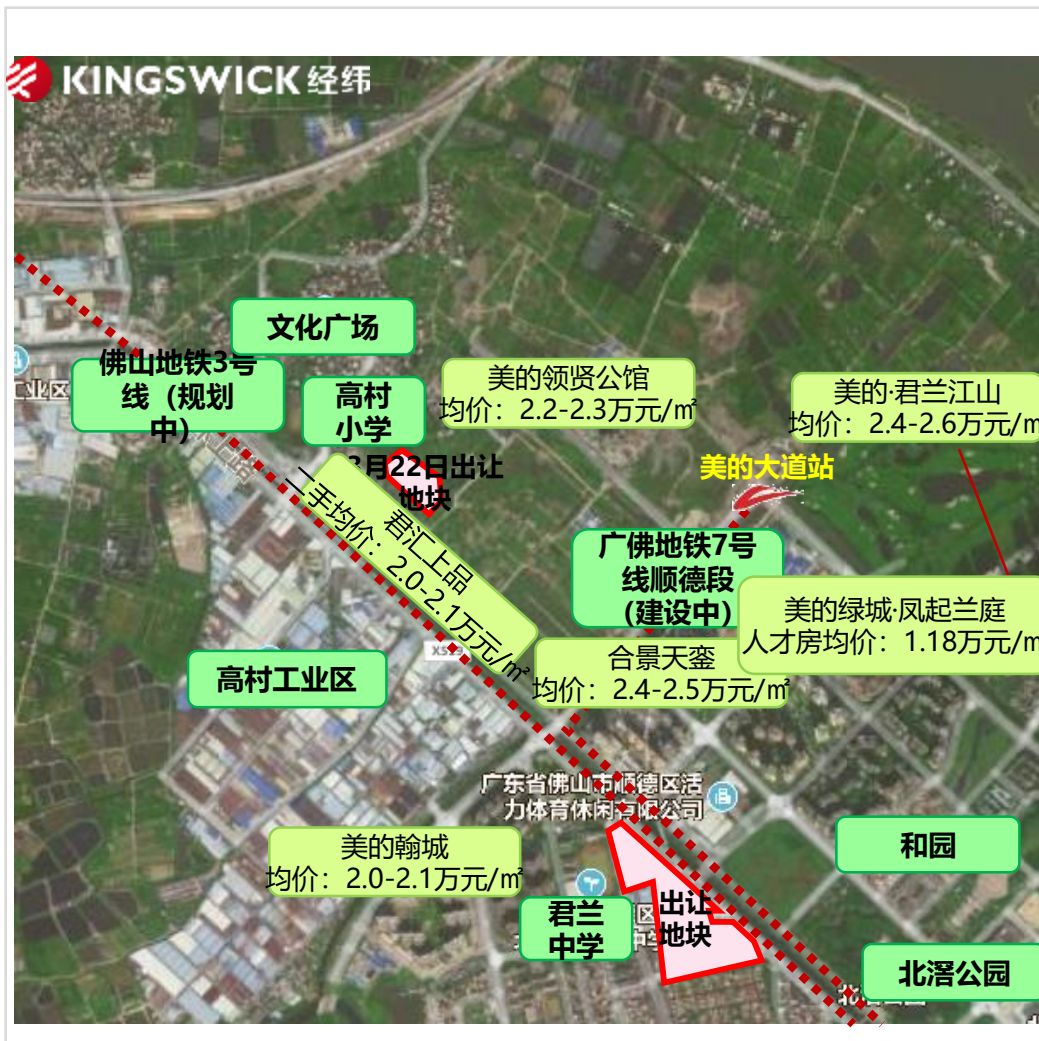 KINGSWICK 经纬
文化广场
佛山地铁3号
线（规划
中）
工业区
高村
小学
美的领贤公馆
均价：2.2-2.3万元/㎡
美的·君兰江山
均价：2.4-2.6万元/㎡
美的大道站
月22日出让
地块
君汇上品
二手均价：2.0-2.1万元/㎡
广佛地铁7号
线顺德段
（建设中）
美的绿城·凤起兰庭
人才房均价：1.18万元/㎡
合景天銮
均价：2.4-2.5万元/㎡
高村工业区
广东省佛山市顺德区活
力体育休闲有限公司
美的翰城
均价：2.0-2.1万元/㎡
和园
君兰
中学
出让
地块
北滘公园